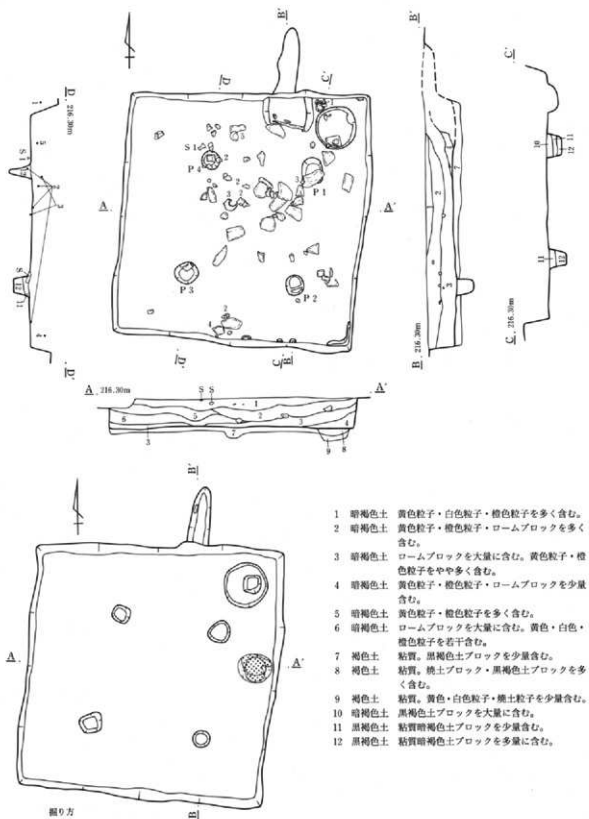 B'
D'
C'
A
A'
S1
P4
P1
P3
P2
D'
C
B
D
216.30m
D'
B'
B
216.30m
C'
C
216.30m
A
216.30m
S
S
A'
1
2
3
4
5
6
7
8
9
B'
A
A'
B
掘り方
1 暗褐色土 黄色粒子・白色粒子・橙色粒子を多く含む。
2 暗褐色土 黄色粒子・橙色粒子・ロームブロックを多く
含む。
3 暗褐色土 ロームブロックを大量に含む。黄色粒子・橙
色粒子をやや多く含む。
4 暗褐色土 黄色粒子・橙色粒子・ロームブロックを少量
含む。
5 暗褐色土 黄色粒子・橙色粒子を多く含む。
6 暗褐色土 ロームブロックを大量に含む。黄色・白色・
橙色粒子を若干含む。
7 褐色土 粘質。黒褐色土ブロックを少量含む。
8 褐色土 粘質。焼土ブロック・黒褐色土ブロックを多
く含む。
9 褐色土 粘質。黄色・白色粒子・焼土粒子を少量含む。
10 暗褐色土 黒褐色土ブロックを大量に含む。
11 黒褐色土 粘質暗褐色土ブロックを少量含む。
12 黒褐色土 粘質暗褐色土ブロックを多量に含む。